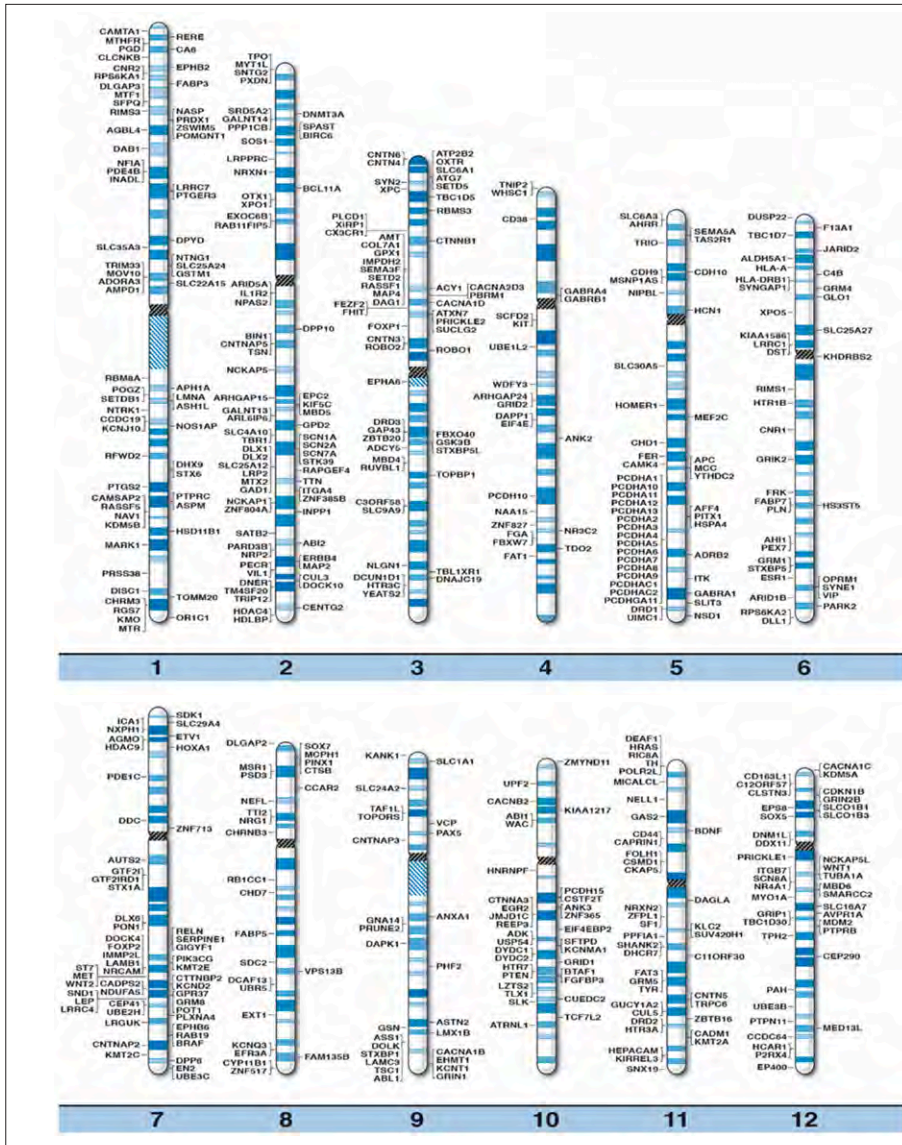 CAMTA1
MTHFR
PGD
CLCNKB
CNR2
RPS6KA1
DLGAP3
MTF1
SFPQ
RIMS3
AGBL4
DAB1
NFIA
PDE4B
INADL
SLC35A3
TRIM33
MOV10
ADORA3
AMPD1
RBM8A
POGZ
SETDB1
NTRK1
CCDC19
KCNJ10
RFWD2
PTGS2
CAMSAP2
RASSF5
NAV1
KDM5B
MARK1
PRSS38
DISC1
CHRM3
RGS7
KMO
MTR
RERE
CA6
EPHB2
FABP3
NASP
PRDX1
ZSWIM5
POMGNT1
LRRC7
PTGER3
DPYD
NTNG1
SLC25A24
GSTM1
SLC22A15
APH1A
LMNA
ASH1L
NOS1AP
DHX9
STX6
PTPRC
ASPM
HSD11B1
TOMM20
OR1C1
TPO
MYT1L
SNTG2
PXDN
SRD5A2
GALNT14
PPP1CB
SOS1
LRPPRC
NRXN1
OTX1
XPO1
EXOC6B
RAB11FIP5
ARID5A
IL1R2
NPAS2
BIN1
CNTNAP5
TSN
NCKAP5
ARHGAP15
GALNT13
ARL6IP6
SLC4A10
TBR1
DLX1
DLX2
SLC25A12
LRP2
MTX2
GAD1
NCKAP1
ZNF804A
SATB2
PARD3B
NRP2
PECR
VIL1
DNER
TM4SF20
TRIP12
HDAC4
HDLBP
DNMT3A
SPAST
BIRC6
BCL11A
DPP10
EPC2
KIF5C
MBD5
GPD2
SCN1A
SCN2A
SCN7A
STK39
RAPGEF4
TTN
ITGA4
ZNF385B
INPP1
ABI2
ERBB4
MAP2
CUL3
DOCK10
CENTG2
CNTN6
CNTN4
SYN2
XPC
PLCD1
XIRP1
CX3CR1
AMT
COL7A1
GPX1
IMPDH2
SEMA3F
SETD2
RASSF1
MAP4
DAG1
FEZF2
FHIT
FOXP1
CNTN3
ROBO2
EPHA6
DRD3
GAP43
ZBTB20
ADCY5
MBD4
RUVBL1
C3ORF58
SLC9A9
NLGN1
DCUN1D1
HTR3C
YEATS2
ATP2B2
OXTR
SLC6A1
ATG7
SETD5
TBC1D5
RBMS3
CTNNB1
ACY1
CACNA2D3
PBRM1
CACNA1D
ATXN7
PRICKLE2
SUCLG2
ROBO1
FBXO40
GSK3B
STXBP5L
TOPBP1
TBL1XR1
DNAJC19
TNIP2
WHSC1
CD38
SCFD2
KIT
UBE1L2
WDFY3
ARHGAP24
GRID2
DAPP1
EIF4E
PCDH10
NAA15
ZNF827
FGA
FBXW7
FAT1
GABRA4
GABRB1
ANK2
NR3C2
TDO2
SLC6A3
AHRR
TRIO
CDH9
MSNP1AS
NIPBL
SLC30A5
HOMER1
CHD1
FER
CAMK4
PCDHA1
PCDHA10
PCDHA11
PCDHA12
PCDHA13
PCDHA2
PCDHA3
PCDHA4
PCDHA5
PCDHA6
PCDHA7
PCDHA8
PCDHA9
PCDHAC1
PCDHAC2
PCDHGA11
DRD1
UIMC1
SEMA5A
TAS2R1
CDH10
HCN1
MEF2C
APC
MCC
YTHDC2
AFF4
PITX1
HSPA4
ADRB2
ITK
GABRA1
SLIT3
NSD1
DUSP22
TBC1D7
ALDH5A1
HLA-A
HLA-DRB1
SYNGAP1
XPO5
KIAA1586
LRRC1
DST
RIMS1
HTR1B
CNR1
GRIK2
FRK
FABP7
PLN
AHI1
PEX7
GRM1
STXBP5
ESR1
ARID1B
RPS6KA2
DLL1
F13A1
JARID2
C4B
GRM4
GLO1
SLC25A27
KHDRBS2
HS3ST5
OPRM1
SYNE1
VIP
PARK2
1 2 3 4 5 6
ICA1
NXPH1
AGMO
HDAC9
PDE1C
DDC
AUTS2
GTF2I
GTF2IRD1
STX1A
DLX6
PON1
DOCK4
FOXP2
IMMP2L
LAMB1
NRCAM
ST7
MET
WNT2
CADPS2
SND1
NDUFA5
LEP
CEP41
LRRC4
UBE2H
LRGUK
CNTNAP2
KMT2C
SDK1
SLC29A4
ETV1
HOXA1
ZNF713
RELN
SERPINE1
GIGYF1
PIK3CG
KMT2E
CTTNBP2
KCND2
GPR37
GRM8
POT1
PLXNA4
EPHB6
RAB19
BRAF
DPP6
EN2
UBE3C
DLGAP2
MSR1
PSD3
NEFL
TTI2
NRG1
CHRNB3
RB1CC1
CHD7
FABP5
SDC2
DCAF13
UBR5
EXT1
KCNQ3
EFR3A
CYP11B1
ZNF517
SOX7
MCPH1
PINX1
CTSB
CCAR2
VPS13B
FAM135B
KANK1
SLC24A2
TAF1L
TOPORS
CNTNAP3
GNA14
PRUNE2
DAPK1
GSN
ASS1
DOLK
STXBP1
LAMC3
TSC1
ABL1
SLC1A1
VCP
PAX5
ANXA1
PHF2
ASTN2
LMX1B
CACNA1B
EHMT1
KCNT1
GRIN1
UPF2
CACNB2
ABI1
WAC
HNRNPF
CTNNA3
EGR2
JMJD1C
REEP3
ADK
USP54
DYDC1
DYDC2
HTR7
PTEN
LZTS2
TLX1
SLK
ATRNL1
ZMYND11
KIAA1217
PCDH15
CSTF2T
ANK3
ZNF365
EIF4EBP2
SFTPD
KCNMA1
GRID1
BTAF1
FGFBP3
CUEDC2
TCF7L2
DEAF1
HRAS
RIC8A
TH
POLR2L
MICALCL
NELL1
GAS2
CD44
CAPRIN1
FOLH1
CSMD1
CKAP5
NRXN2
ZFPL1
SF1
PPFIA1
SHANK2
DHCR7
FAT3
GRM5
TYR
GUCY1A2
CUL5
DRD2
HTR3A
HEPACAM
KIRREL3
SNX19
BDNF
DAGLA
KLC2
SUV420H1
C11ORF30
CNTN5
TRPC6
ZBTB16
CADM1
KMT2A
CD163L1
C12ORF57
CLSTN3
EPS8
SOX5
DNM1L
DDX11
PRICKLE1
ITGB7
SCN8A
NR4A1
MYO1A
GRIP1
TBC1D30
TPH2
PAH
UBE3B
PTPN11
CCDC64
HCAR1
P2RX4
EP400
CACNA1C
KDM5A
CDKN1B
GRIN2B
SLCO1B1
SLCO1B3
NCKAP5L
WNT1
TUBA1A
MBD6
SMARCC2
SLC16A7
AVPR1A
MDM2
PTPRB
CEP290
MED13L
7 8 9 10 11 12